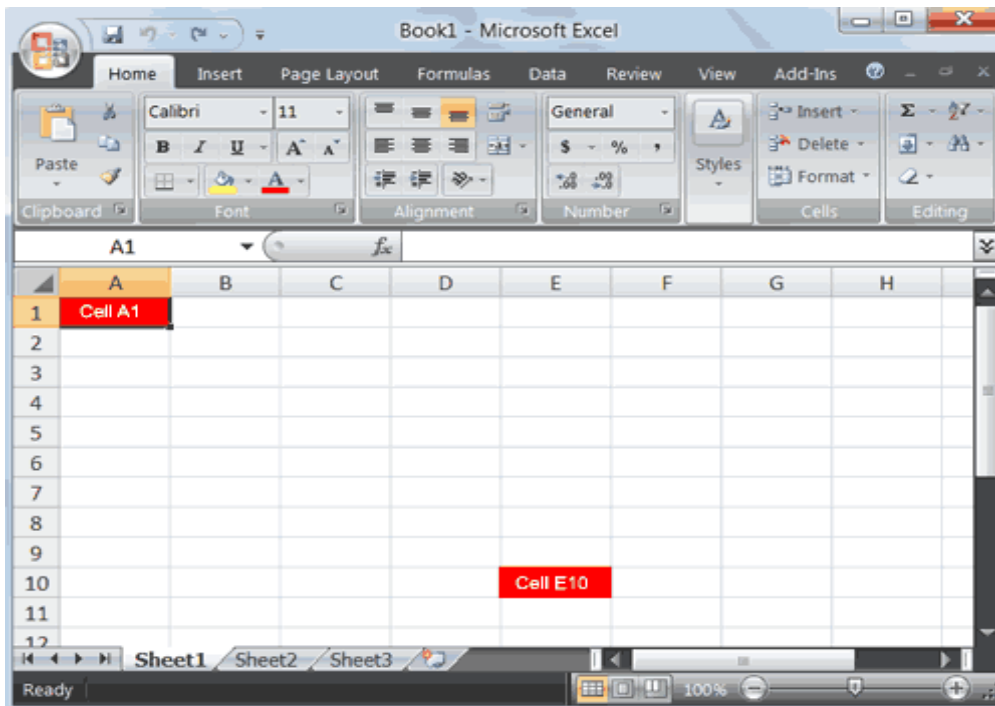 Book1 - Microsoft Excel
Home Insert Page Layout Formulas Data Review View Add-Ins
Calibri 11 General Insert Σ
Paste B I U A A $ % , Styles Delete
A Format
Clipboard Font Alignment Number Cells Editing
A1 fx
A B C D E F G H
1 Cell A1
2
3
4
5
6
7
8
9
10 Cell E10
11
12
Sheet1 Sheet2 Sheet3
Ready 100%